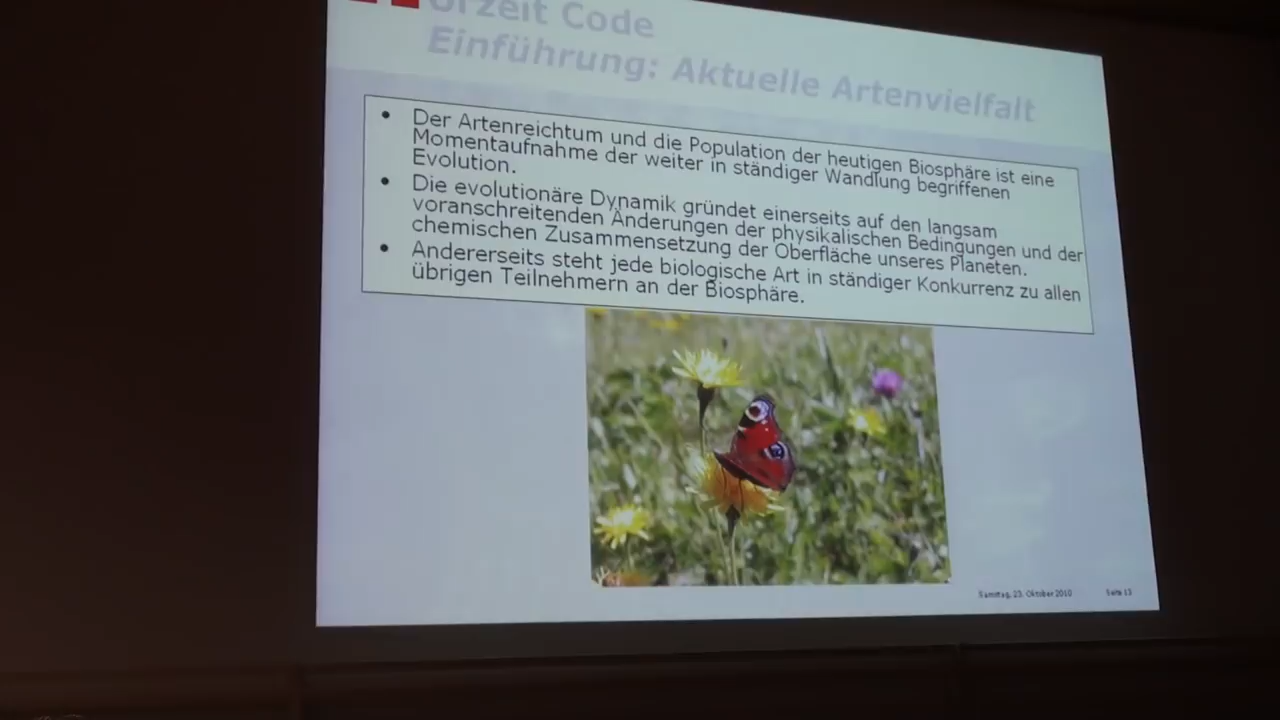 Urzeit Code
Einführung: Aktuelle Artenvielfalt
• Der Artenreichtum und die Population der heutigen Biosphäre ist eine
Momentaufnahme der weiter in ständiger Wandlung begriffenen
Evolution.
• Die evolutionäre Dynamik gründet einerseits auf den langsam
voranschreitenden Änderungen der physikalischen Bedingungen und der
chemischen Zusammensetzung der Oberfläche unseres Planeten.
• Andererseits steht jede biologische Art in ständiger Konkurrenz zu allen
übrigen Teilnehmern an der Biosphäre.
Samstag, 23. Oktober 2010
Seite 13